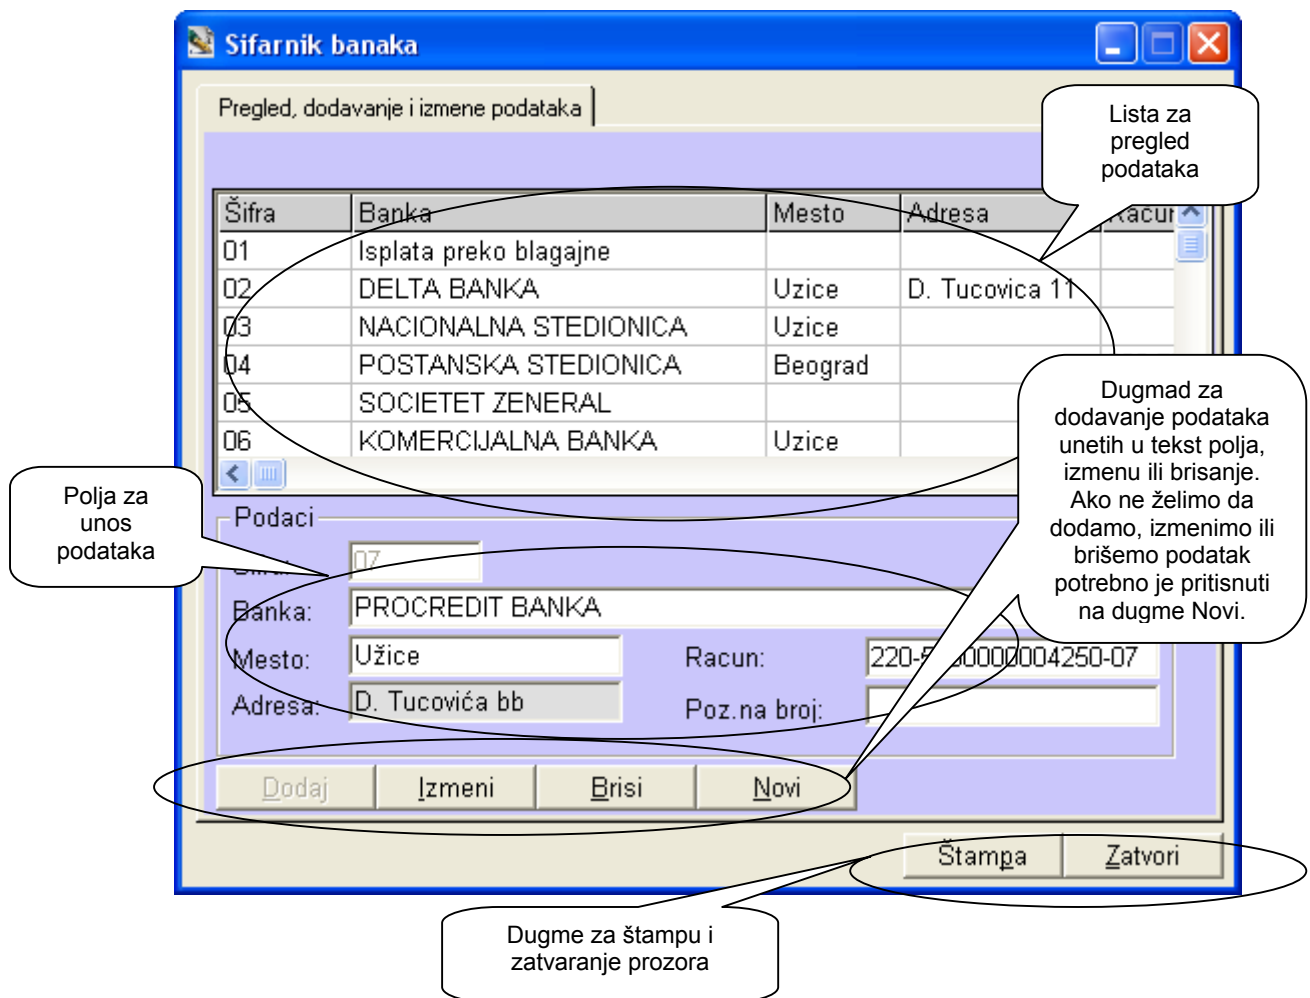 Sifarnik banaka
Pregled, dodavanje i izmene podataka
Lista za
pregled
podataka
Šifra Banka Mesto Adresa Racun
01 Isplata preko blagajne
02 DELTA BANKA Uzice D. Tucovica 11
03 NACIONALNA STEDIONICA Uzice
04 POSTANSKA STEDIONICA Beograd
05 SOCIETET ZENERAL
06 KOMERCIJALNA BANKA Uzice
Dugmad za
dodavanje podataka
unetih u tekst polja,
izmenu ili brisanje.
Ako ne želimo da
dodamo, izmenimo ili
brišemo podatak
potrebno je pritisnuti
na dugme Novi.
Polja za
unos
podataka
Podaci
07
Banka: PROCREDIT BANKA
Mesto: Užice Racun:
Adresa: D. Tucovića bb Poz.na broj:
Dodaj Izmeni Brisi Novi
Štampa Zatvori
Dugme za štampu i
zatvaranje prozora